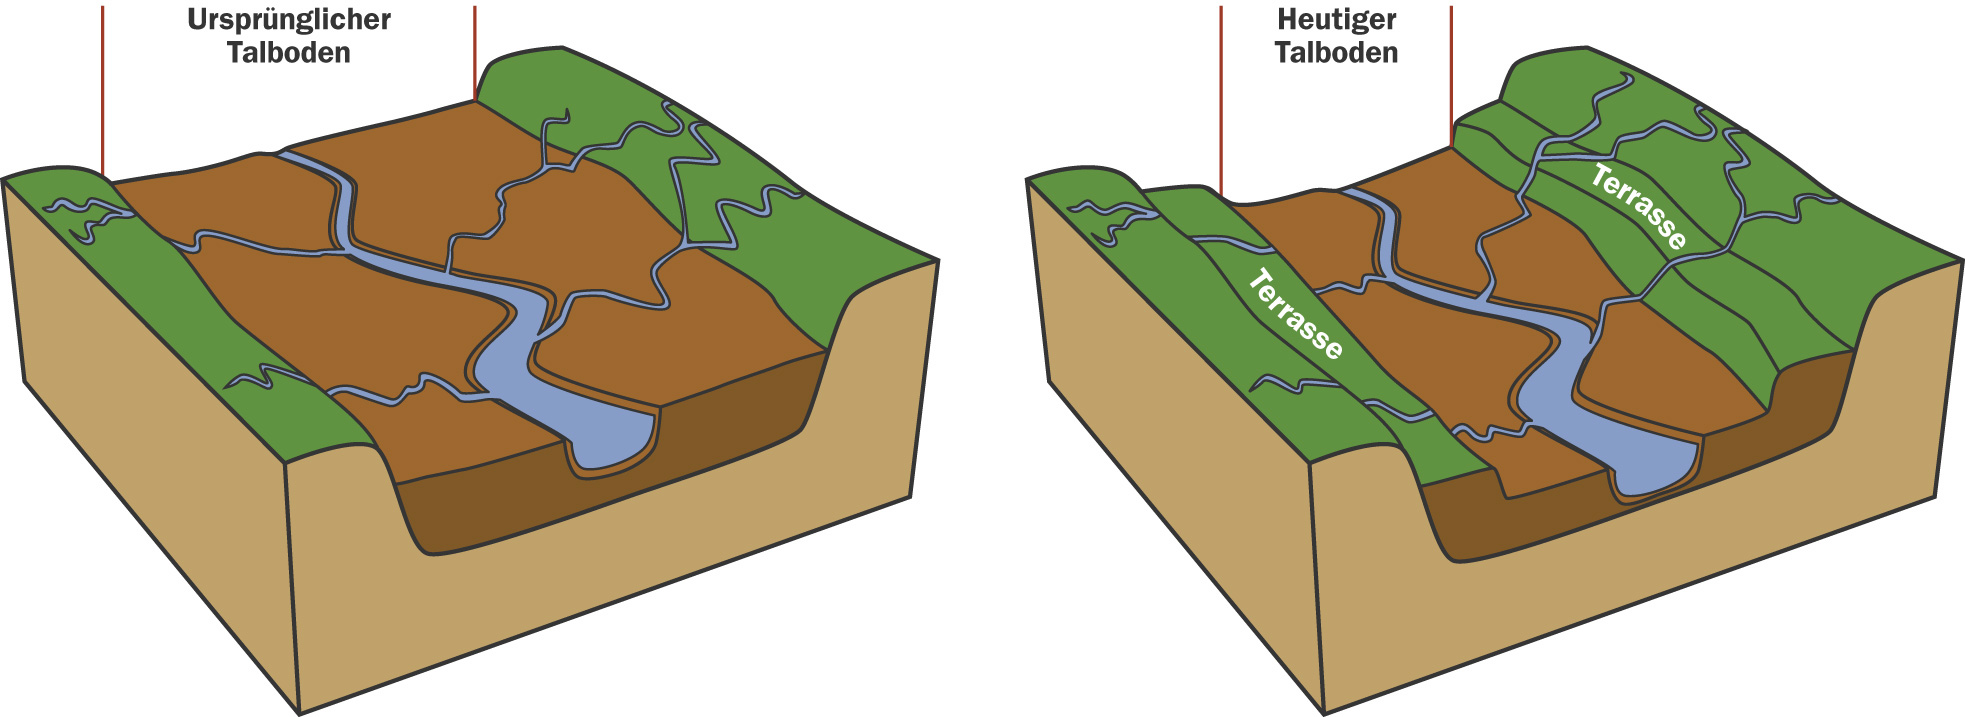 Ursprünglicher
Talboden
Heutiger
Talboden
Terrasse
Terrasse